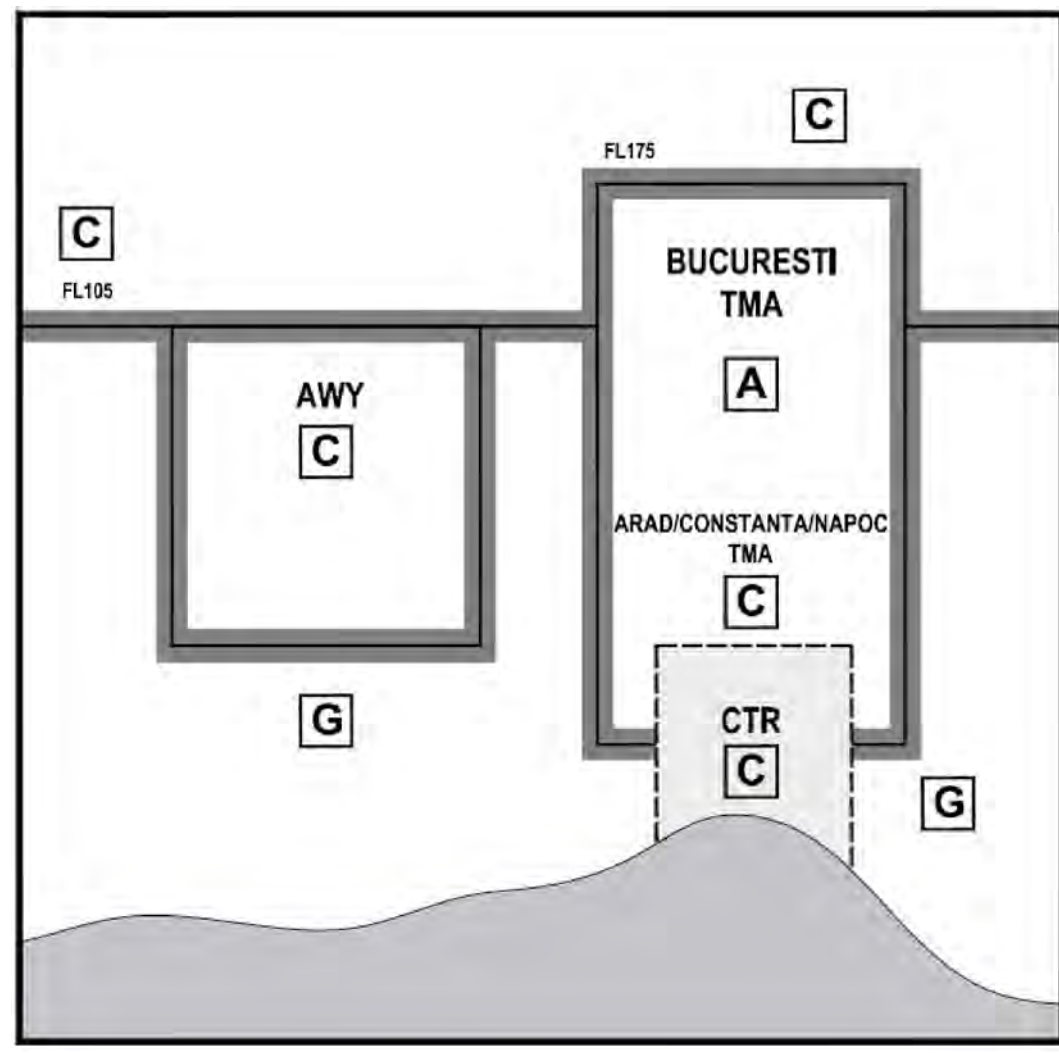 C
FL175
C
FL105
BUCURESTI
TMA
A
AWY
C
ARAD/CONSTANTA/NAPOC
TMA
C
G
CTR
C
G